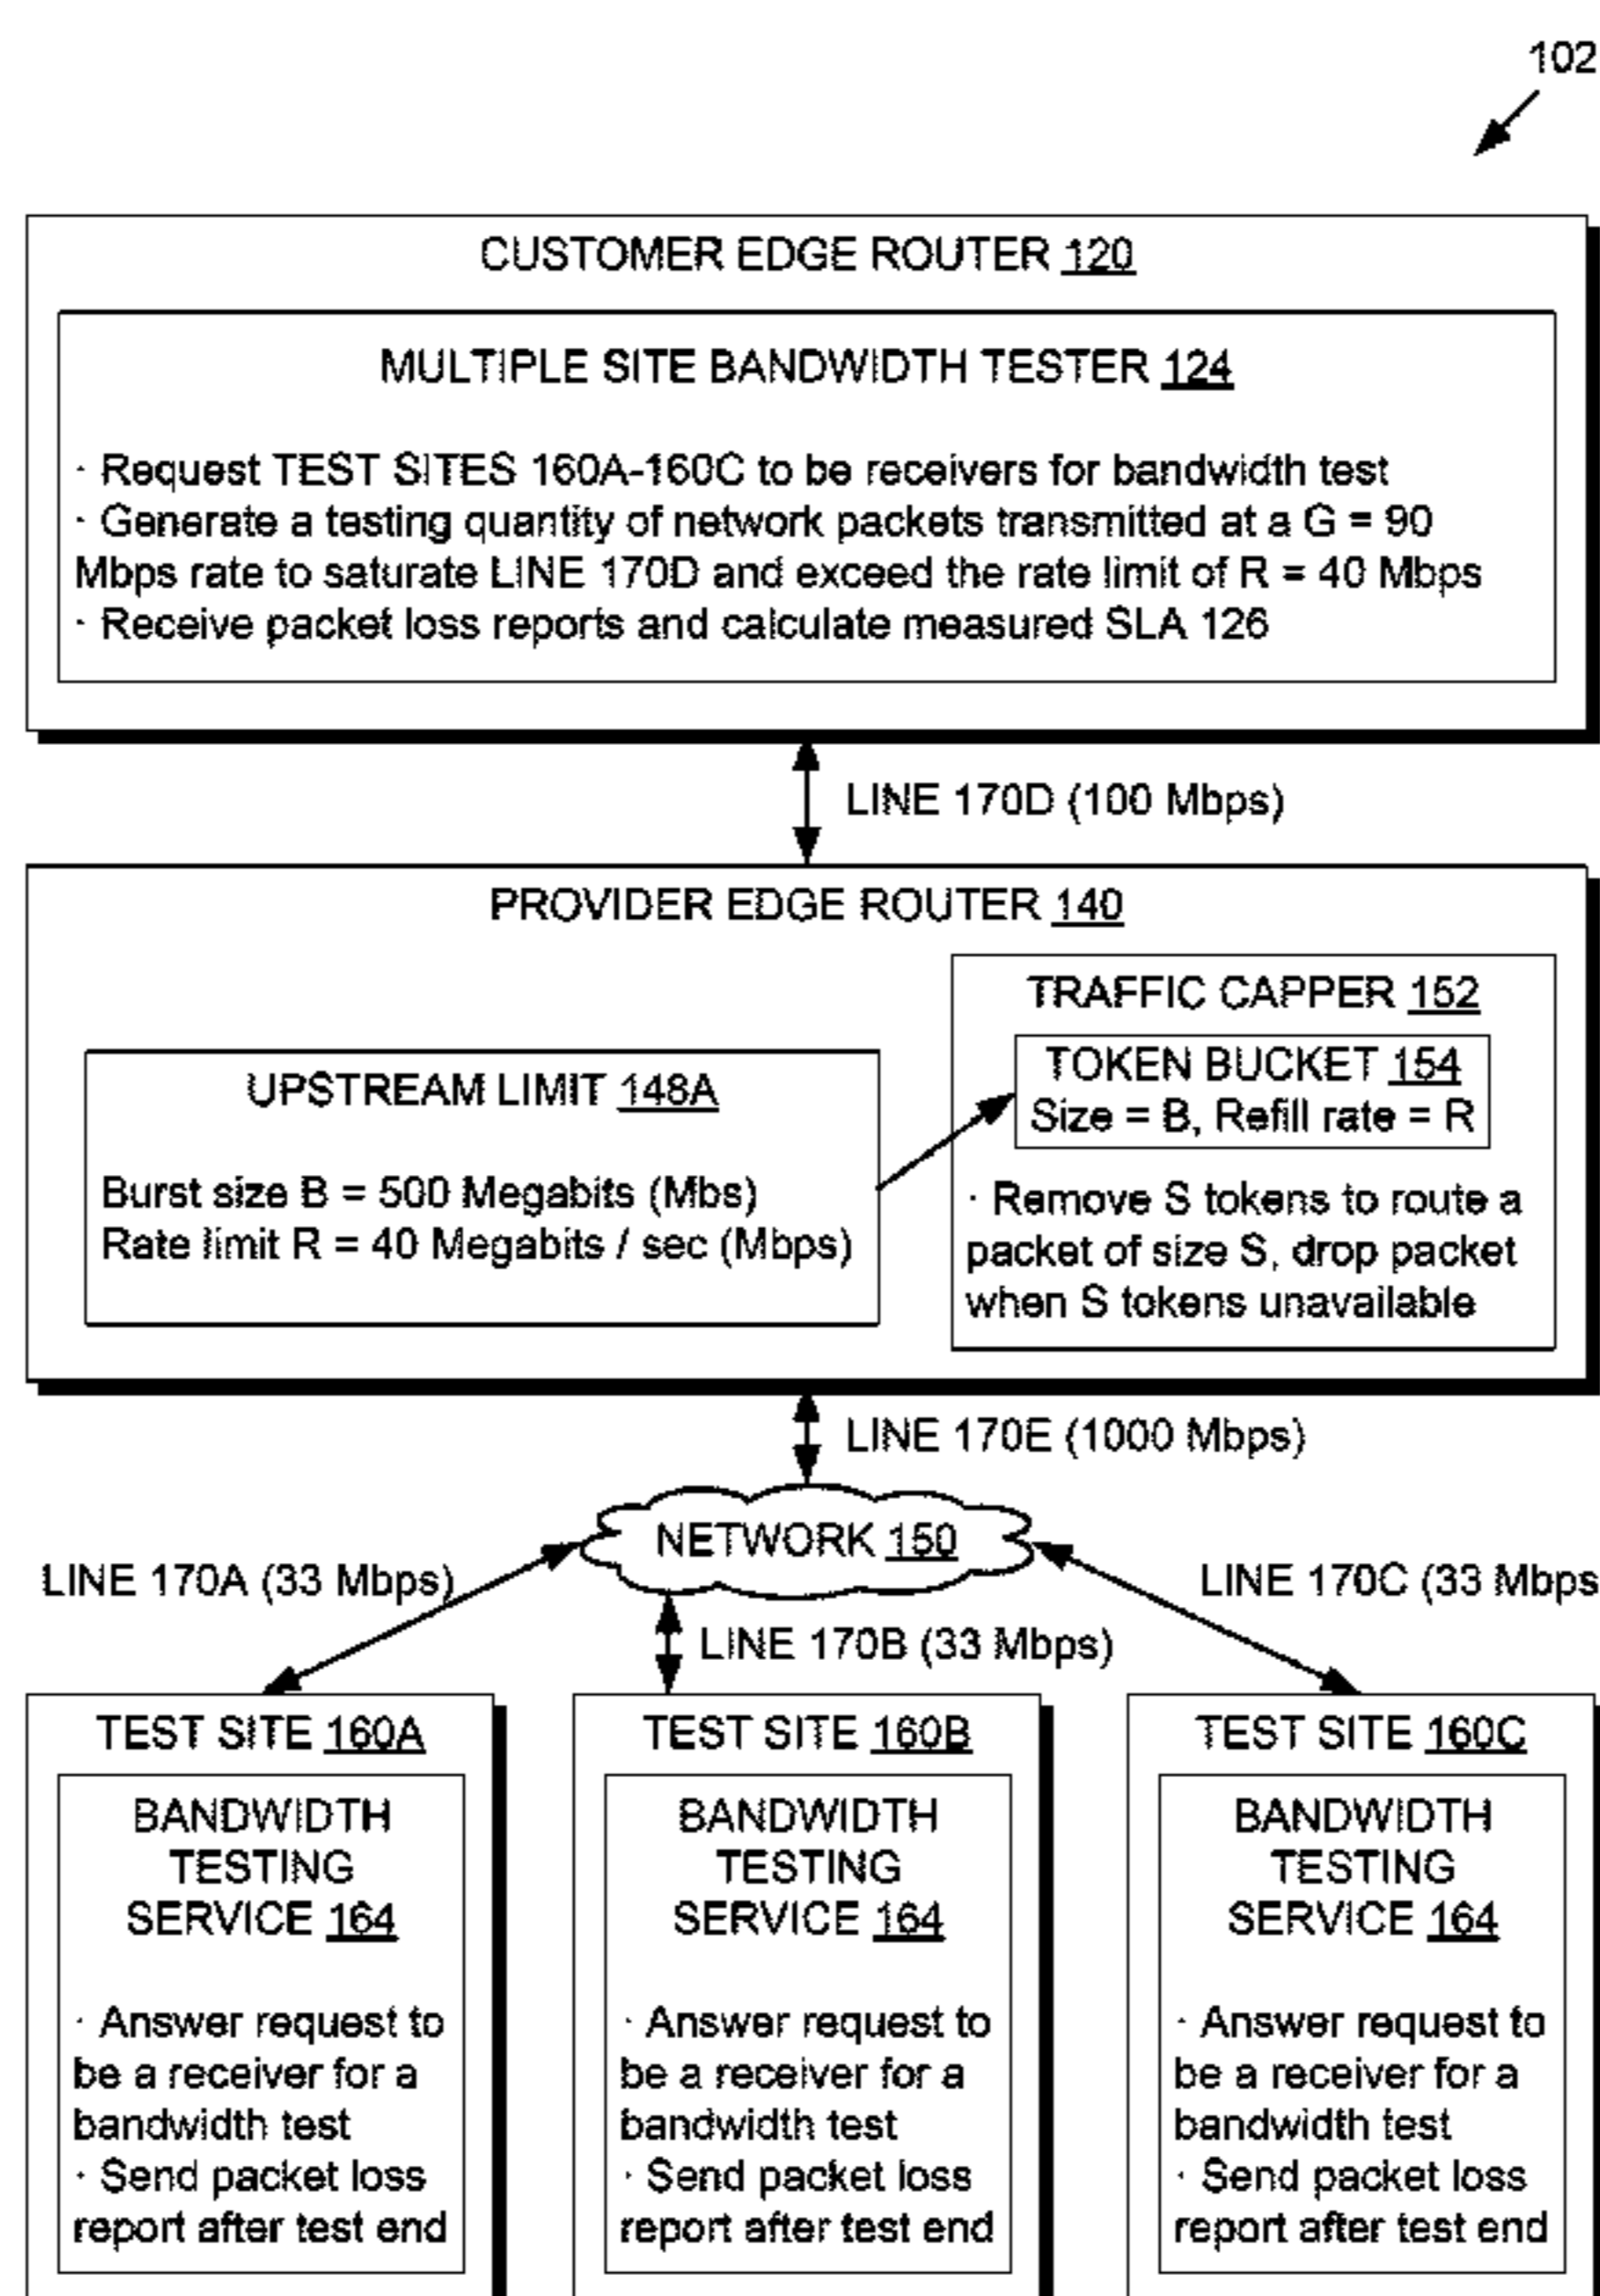 102
CUSTOMER EDGE ROUTER 120
MULTIPLE SITE BANDWIDTH TESTER 124
· Request TEST SITES 160A-160C to be receivers for bandwidth test
· Generate a testing quantity of network packets transmitted at a G = 90
Mbps rate to saturate LINE 170D and exceed the rate limit of R = 40 Mbps
· Receive packet loss reports and calculate measured SLA 126
LINE 170D (100 Mbps)
PROVIDER EDGE ROUTER 140
UPSTREAM LIMIT 148A
Burst size B = 500 Megabits (Mbs)
Rate limit R = 40 Megabits / sec (Mbps)
TRAFFIC CAPPER 152
TOKEN BUCKET 154
Size = B, Refill rate = R
· Remove S tokens to route a
packet of size S, drop packet
when S tokens unavailable
LINE 170E (1000 Mbps)
NETWORK 150
LINE 170A (33 Mbps)
LINE 170B (33 Mbps)
LINE 170C (33 Mbps
TEST SITE 160A
BANDWIDTH
TESTING
SERVICE 164
· Answer request to
be a receiver for a
bandwidth test
· Send packet loss
report after test end
TEST SITE 160B
BANDWIDTH
TESTING
SERVICE 164
· Answer request to
be a receiver for a
bandwidth test
· Send packet loss
report after test end
TEST SITE 160C
BANDWIDTH
TESTING
SERVICE 164
· Answer request to
be a receiver for a
bandwidth test
· Send packet loss
report after test end